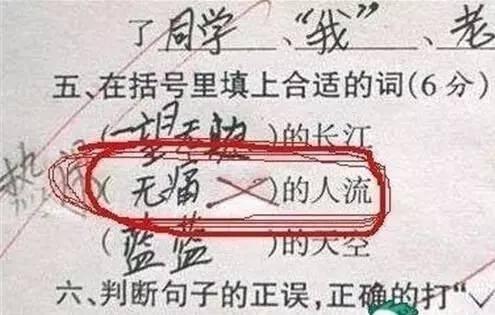 了同学、“我”、老
五、在括号里填上合适的词(6分)
(一望无际)的长江
热闹(无痛)的人流
(蓝蓝)的天空
六、判断句子的正误,正确的打“√